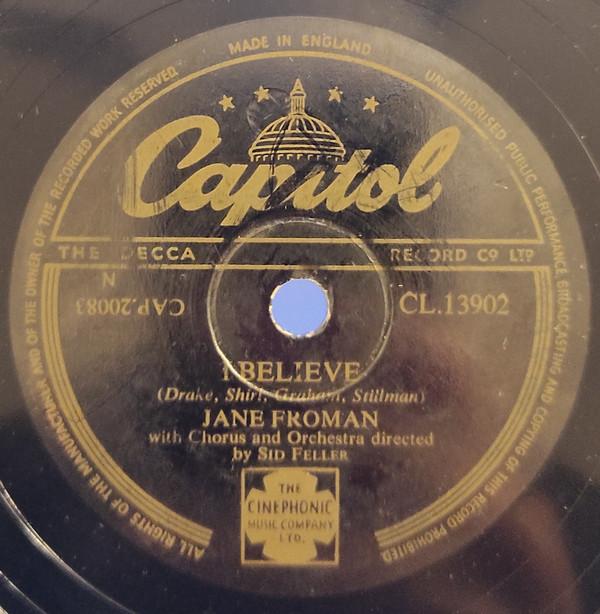 MADE IN ENGLAND
UNAUTHORISED PUBLIC PERFORMANCE BROADCASTING AND COPYING OF THIS RECORD PROHIBITED
ALL RIGHTS OF THE MANUFACTURER AND OF THE OWNER OF THE RECORDED WORK RESERVED
Capitol
THE DECCA RECORD CO LTD
N
CAP.20083
CL.13902
I BELIEVE
(Drake, Shirl, Graham, Stillman)
JANE FROMAN
with Chorus and Orchestra directed
by SID FELLER
THE
CINEPHONIC
MUSIC COMPANY
LTD.